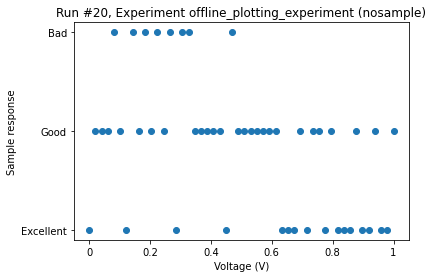 Run #20, Experiment offline_plotting_experiment (nosample)
Bad
Good
Excellent
Sample response
0 0.2 0.4 0.6 0.8 1
Voltage (V)